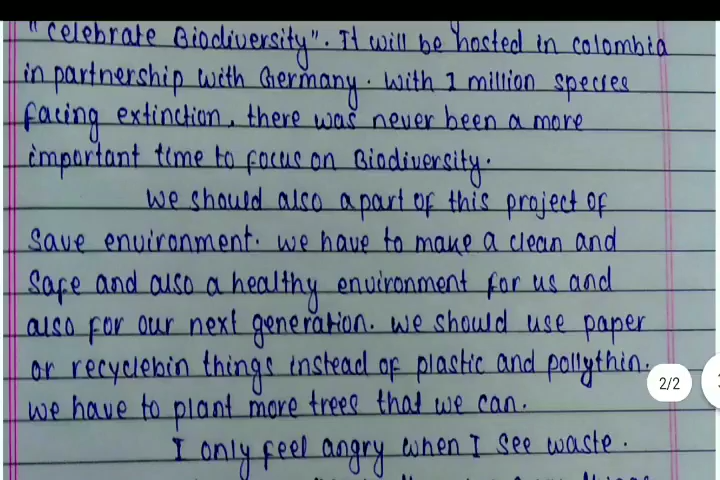 "Celebrate Biodiversity". It will be hosted in colombia
in partnership with Germany. With 1 million species
facing extinction, there was never been a more
important time to focus on Biodiversity.
We should also a part of this project of
save environment. We have to make a clean and
safe and also a healthy environment for us and
also for our next generation. We should use paper
or recyclebin things instead of plastic and pollythin.
We have to plant more trees that we can.
I only feel angry when I see waste.
2/2